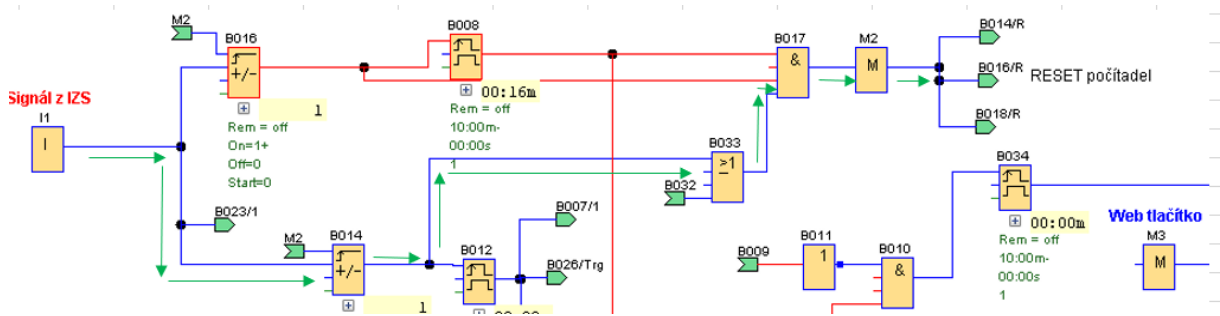 M2
B016
+/-
1
Rem = off
On=1+
Off=0
Start=0
B008
00:16m
Rem = off
10:00m-
00:00s
1
B017
&
M2
M
B014/R
B016/R
RESET počítadel
B018/R
Signál z IZS
I1
I
B023/1
B033
>1
B032
B034
00:00m
Rem = off
10:00m-
00:00s
1
Web tlačítko
M3
M
M2
B014
+/-
1
B012
B007/1
B026/Trg
B009
B011
1
B010
&